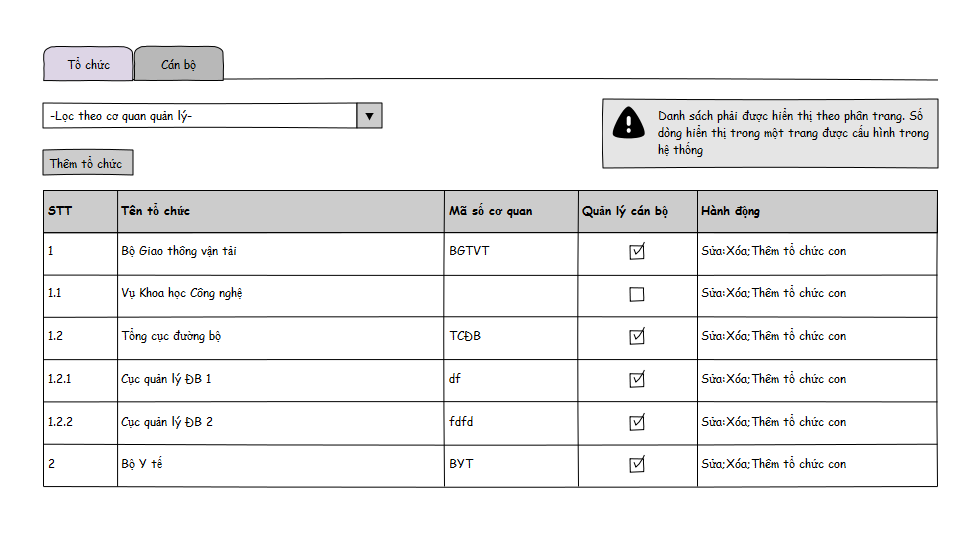 Tổ chức
Cán bộ
-Lọc theo cơ quan quản lý-
Danh sách phải được hiển thị theo phân trang. Số
dòng hiển thị trong một trang được cấu hình trong
hệ thống
Thêm tổ chức
STT Tên tổ chức Mã số cơ quan Quản lý cán bộ Hành động
1 Bộ Giao thông vận tải BGTVT Sửa;Xóa;Thêm tổ chức con
1.1 Vụ Khoa học Công nghệ Sửa;Xóa;Thêm tổ chức con
1.2 Tổng cục đường bộ TCĐB Sửa;Xóa;Thêm tổ chức con
1.2.1 Cục quản lý ĐB 1 df Sửa;Xóa;Thêm tổ chức con
1.2.2 Cục quản lý ĐB 2 fdfd Sửa;Xóa;Thêm tổ chức con
2 Bộ Y tế BYT Sửa;Xóa;Thêm tổ chức con